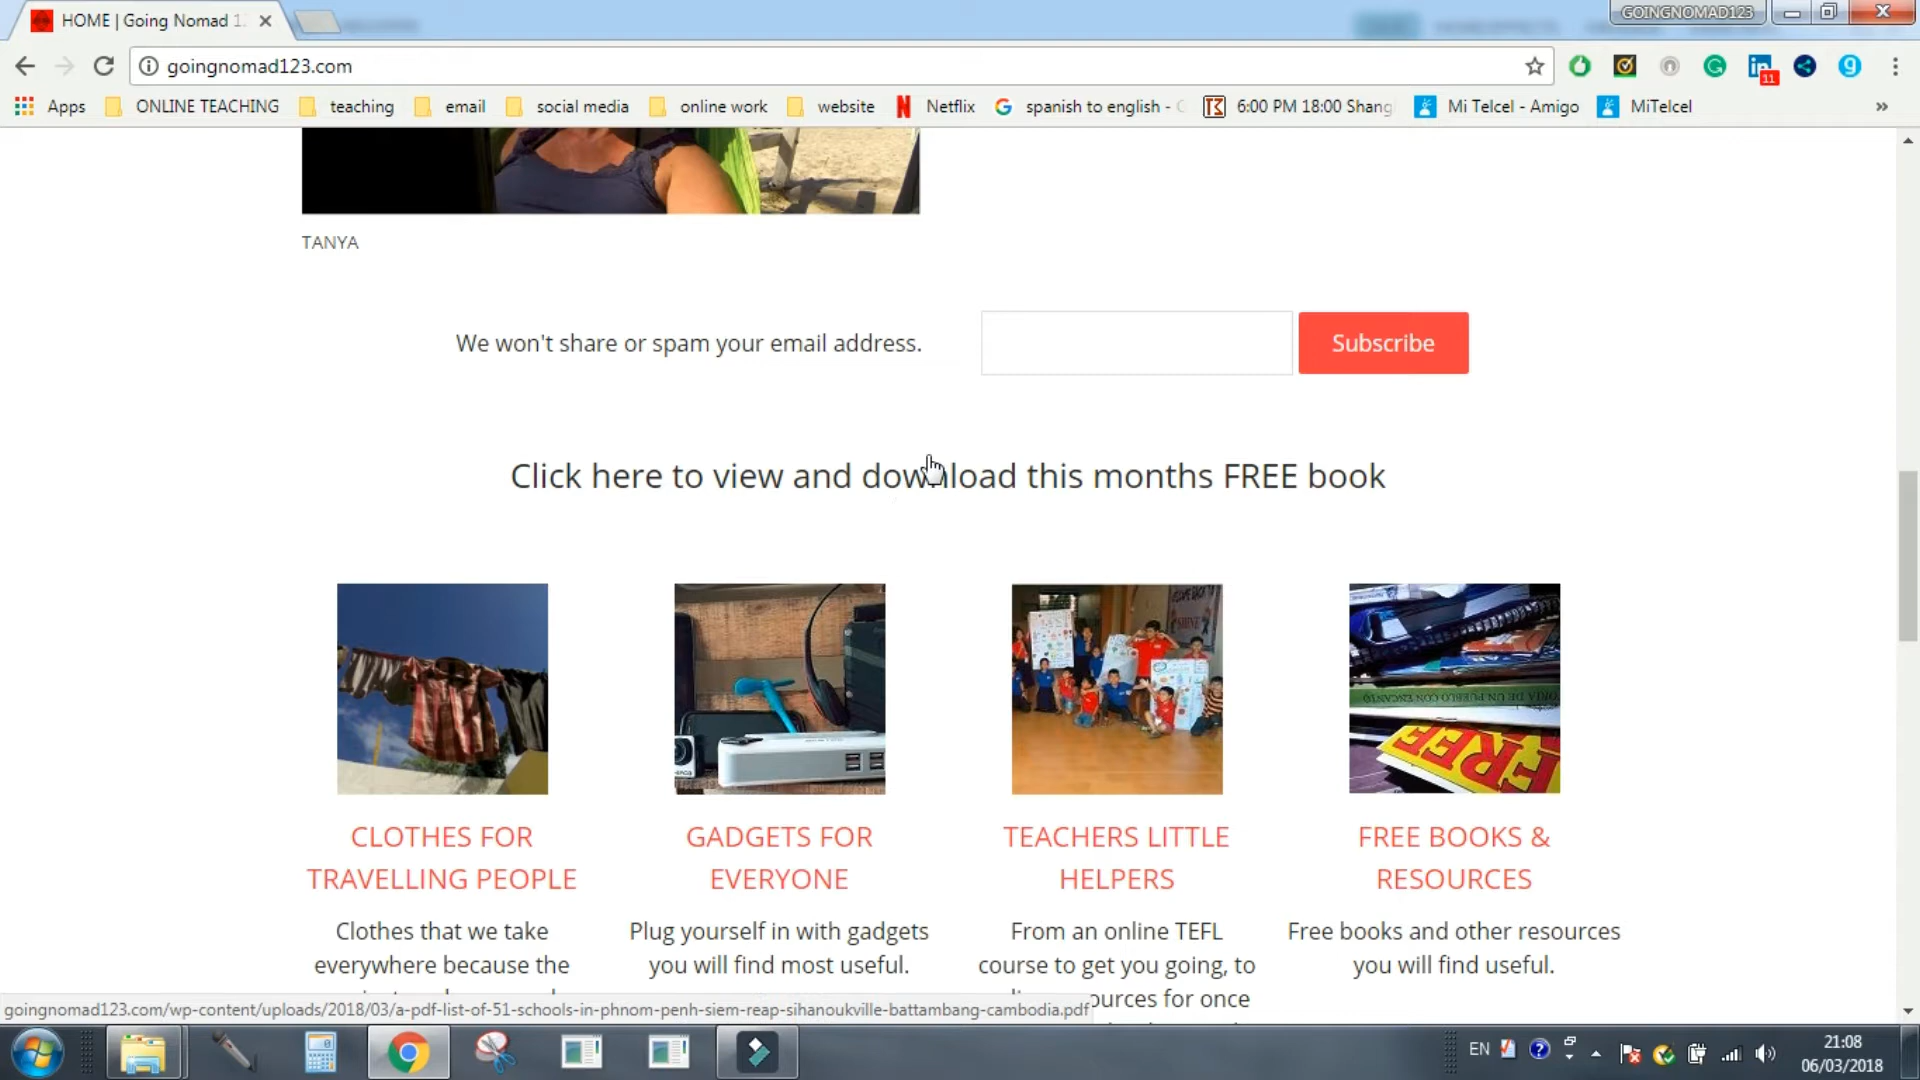 HOME | Going Nomad 1
GOINGNOMAD123
goingnomad123.com
11
Apps
ONLINE TEACHING
teaching
email
social media
online work
website
Netflix
spanish to english -
6:00 PM 18:00 Shang
Mi Telcel - Amigo
MiTelcel
»
TANYA
We won't share or spam your email address.
Subscribe
Click here to view and download this months FREE book
FREE
CLOTHES FOR
TRAVELLING PEOPLE
GADGETS FOR
EVERYONE
TEACHERS LITTLE
HELPERS
FREE BOOKS &
RESOURCES
Clothes that we take
everywhere because the
Plug yourself in with gadgets
you will find most useful.
From an online TEFL
course to get you going, to
ources for once
Free books and other resources
you will find useful.
goingnomad123.com/wp-content/uploads/2018/03/a-pdf-list-of-51-schools-in-phnom-penh-siem-reap-sihanoukville-battambang-cambodia.pdf
EN
21:08
06/03/2018